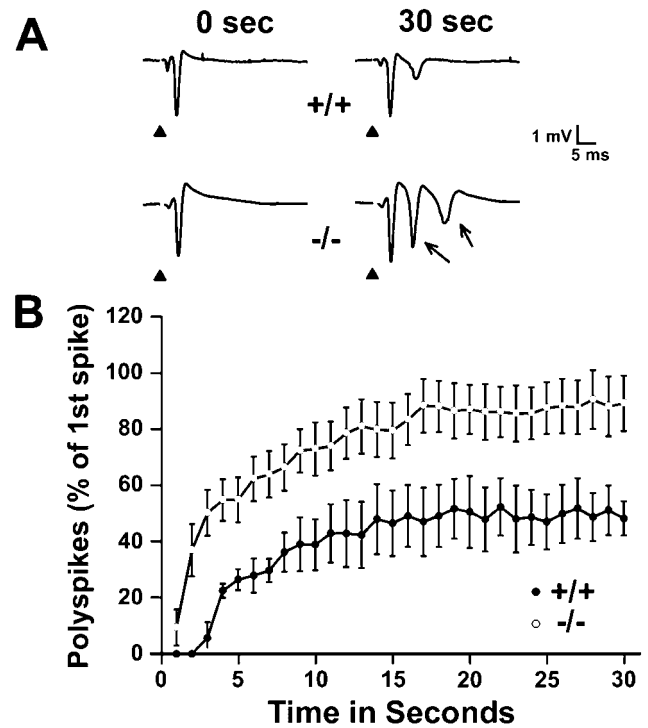 A
0 sec
30 sec
+/+
1 mV
5 ms
-/-
B
Polyspikes (% of 1st spike)
120
100
80
60
40
20
0
+/+
-/-
0
5
10
15
20
25
30
Time in Seconds